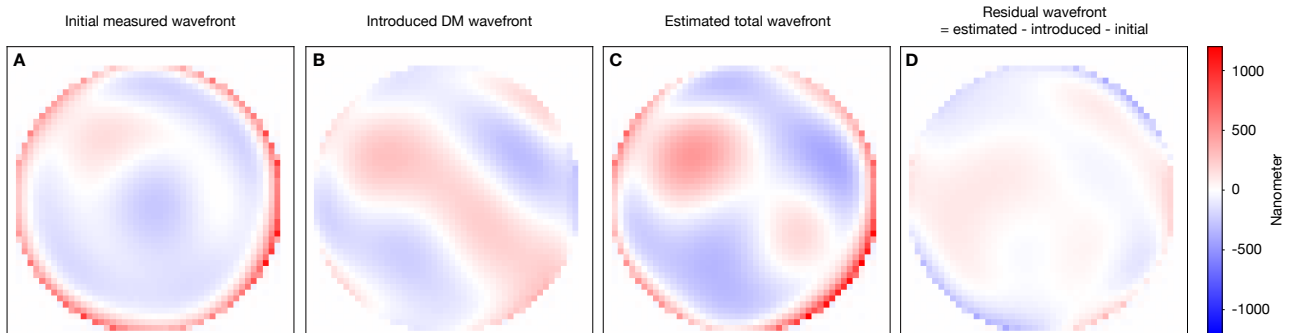 Initial measured wavefront
Introduced DM wavefront
Estimated total wavefront
Residual wavefront
= estimated - introduced - initial
A
B
C
D
1000
500
0
-500
-1000
Nanometer